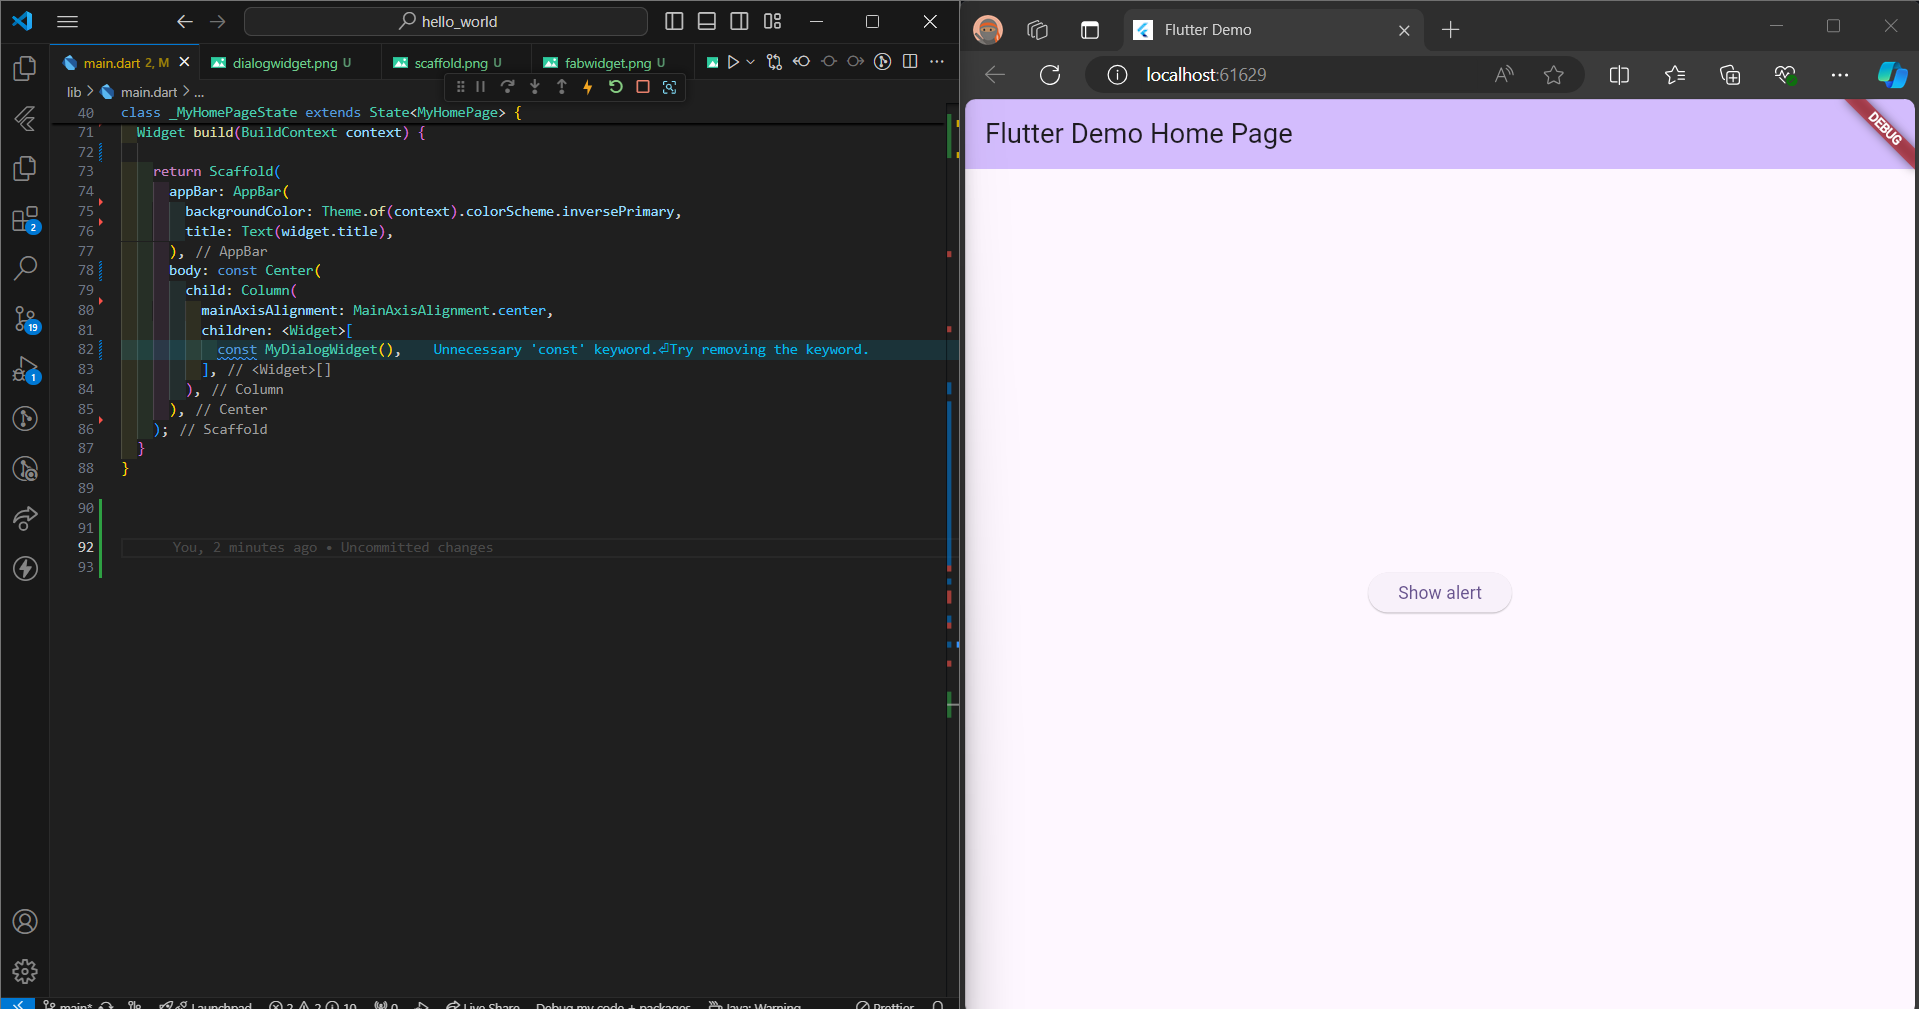 hello_world
main.dart 2, M
dialogwidget.png U
scaffold.png U
fabwidget.png U
lib > main.dart > ...
40 class _MyHomePageState extends State<MyHomePage> {
71 Widget build(BuildContext context) {
72
73 return Scaffold(
74 appBar: AppBar(
75 backgroundColor: Theme.of(context).colorScheme.inversePrimary,
76 title: Text(widget.title),
77 ), // AppBar
78 body: const Center(
79 child: Column(
80 mainAxisAlignment: MainAxisAlignment.center,
81 children: <Widget>[
82 const MyDialogWidget(), Unnecessary 'const' keyword.⏎Try removing the keyword.
83 ], // <Widget>[]
84 ), // Column
85 ), // Center
86 ); // Scaffold
87 }
88 }
89
90
91
92 You, 2 minutes ago • Uncommitted changes
93
2
19
1
main* Launchpad 2 2 10 0 Live Share Debug my code + packages Java: Warning Prettier
Flutter Demo
localhost:61629
Flutter Demo Home Page
DEBUG
Show alert